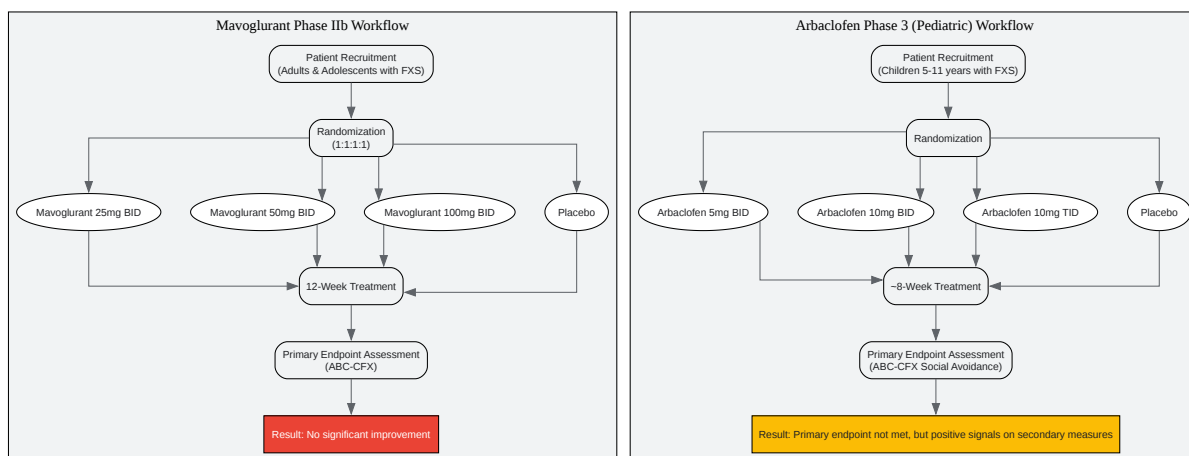 Mavoglurant Phase IIb Workflow
Patient Recruitment
(Adults & Adolescents with FXS)
Randomization
(1:1:1:1)
Mavoglurant 25mg BID
Mavoglurant 50mg BID
Mavoglurant 100mg BID
Placebo
12-Week Treatment
Primary Endpoint Assessment
(ABC-CFX)
Result: No significant improvement
Arbaclofen Phase 3 (Pediatric) Workflow
Patient Recruitment
(Children 5-11 years with FXS)
Randomization
Arbaclofen 5mg BID
Arbaclofen 10mg BID
Arbaclofen 10mg TID
Placebo
~8-Week Treatment
Primary Endpoint Assessment
(ABC-CFX Social Avoidance)
Result: Primary endpoint not met, but positive signals on secondary measures